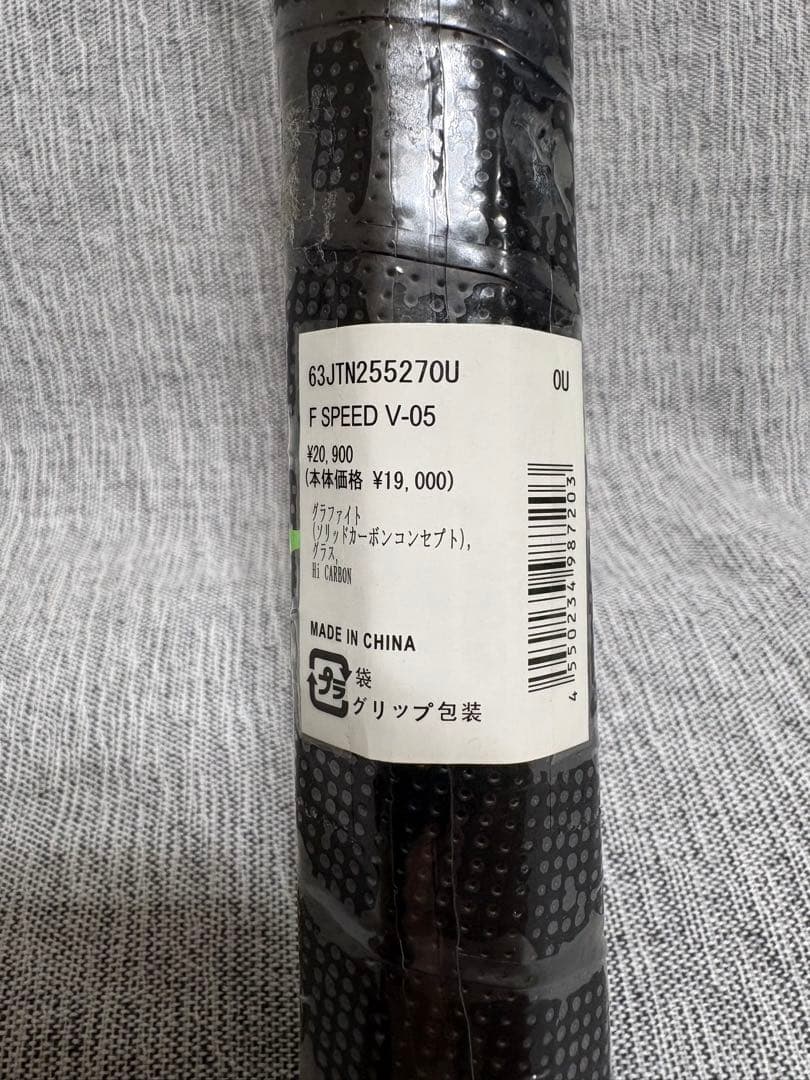 63JTN255270U 0U
F SPEED V-05
¥20,900
(本体価格 ¥19,000)
グラファイト
(ソリッドカーボンコンセプト),
グラス,
Hi CARBON
MADE IN CHINA
プラ
袋
グリップ包装
4550234987203